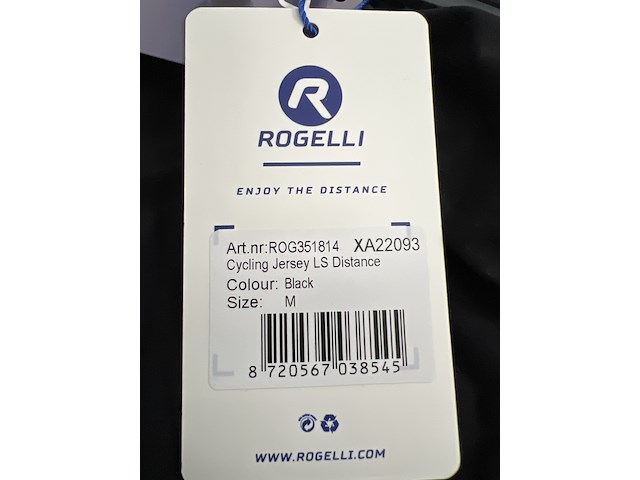 R
ROGELLI
ENJOY THE DISTANCE
Art.nr:ROG351814 XA22093
Cycling Jersey LS Distance
Colour: Black
Size: M
8 720567 038545
WWW.ROGELLI.COM